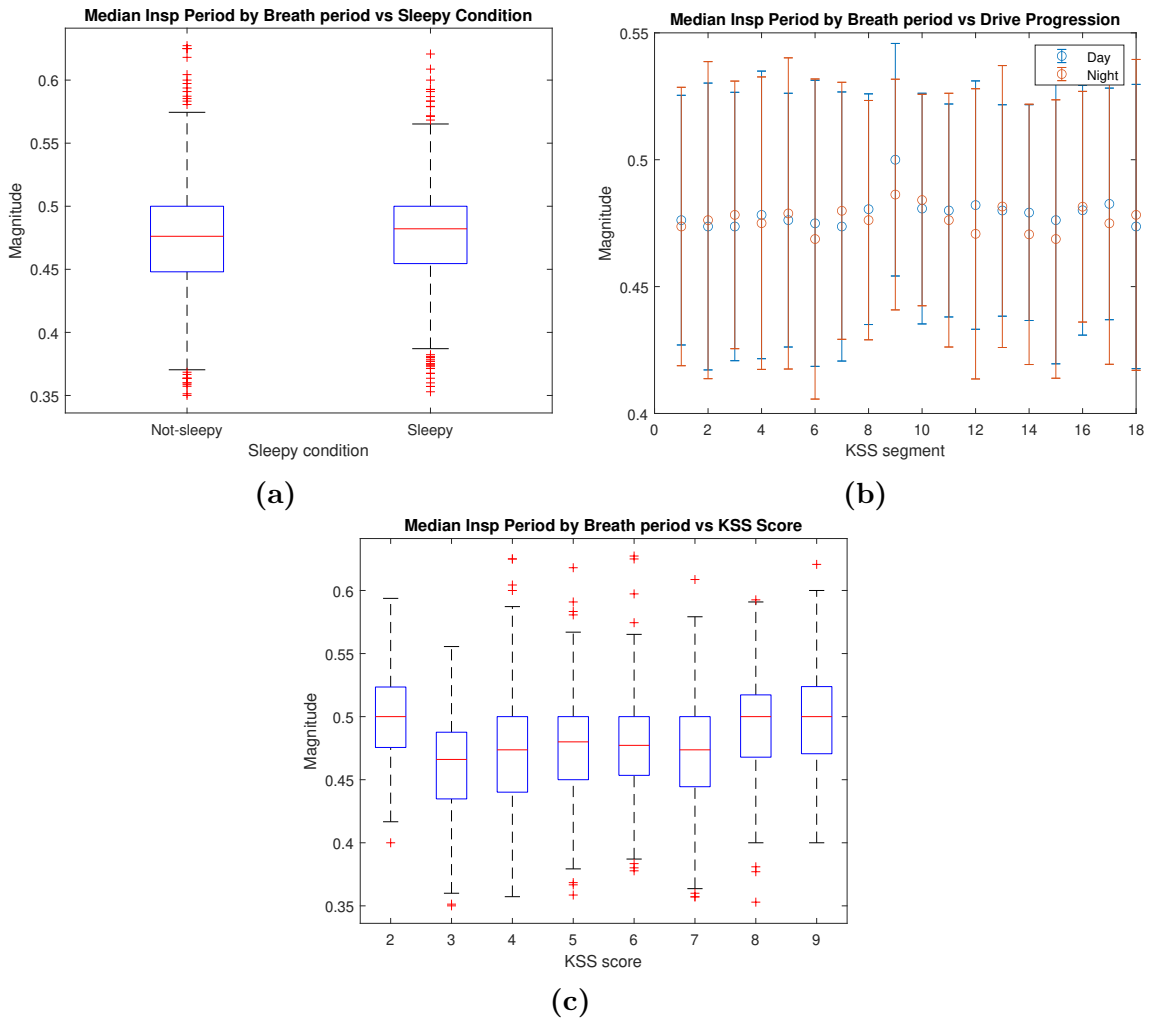 Median Insp Period by Breath period vs Sleepy Condition
0.6
0.55
0.5
0.45
0.4
0.35
Magnitude
Not-sleepy
Sleepy
Sleepy condition
(a)
Median Insp Period by Breath period vs Drive Progression
0.55
0.5
0.45
0.4
Magnitude
Day
Night
0 2 4 6 8 10 12 14 16 18
KSS segment
(b)
Median Insp Period by Breath period vs KSS Score
0.6
0.55
0.5
0.45
0.4
0.35
Magnitude
2 3 4 5 6 7 8 9
KSS score
(c)